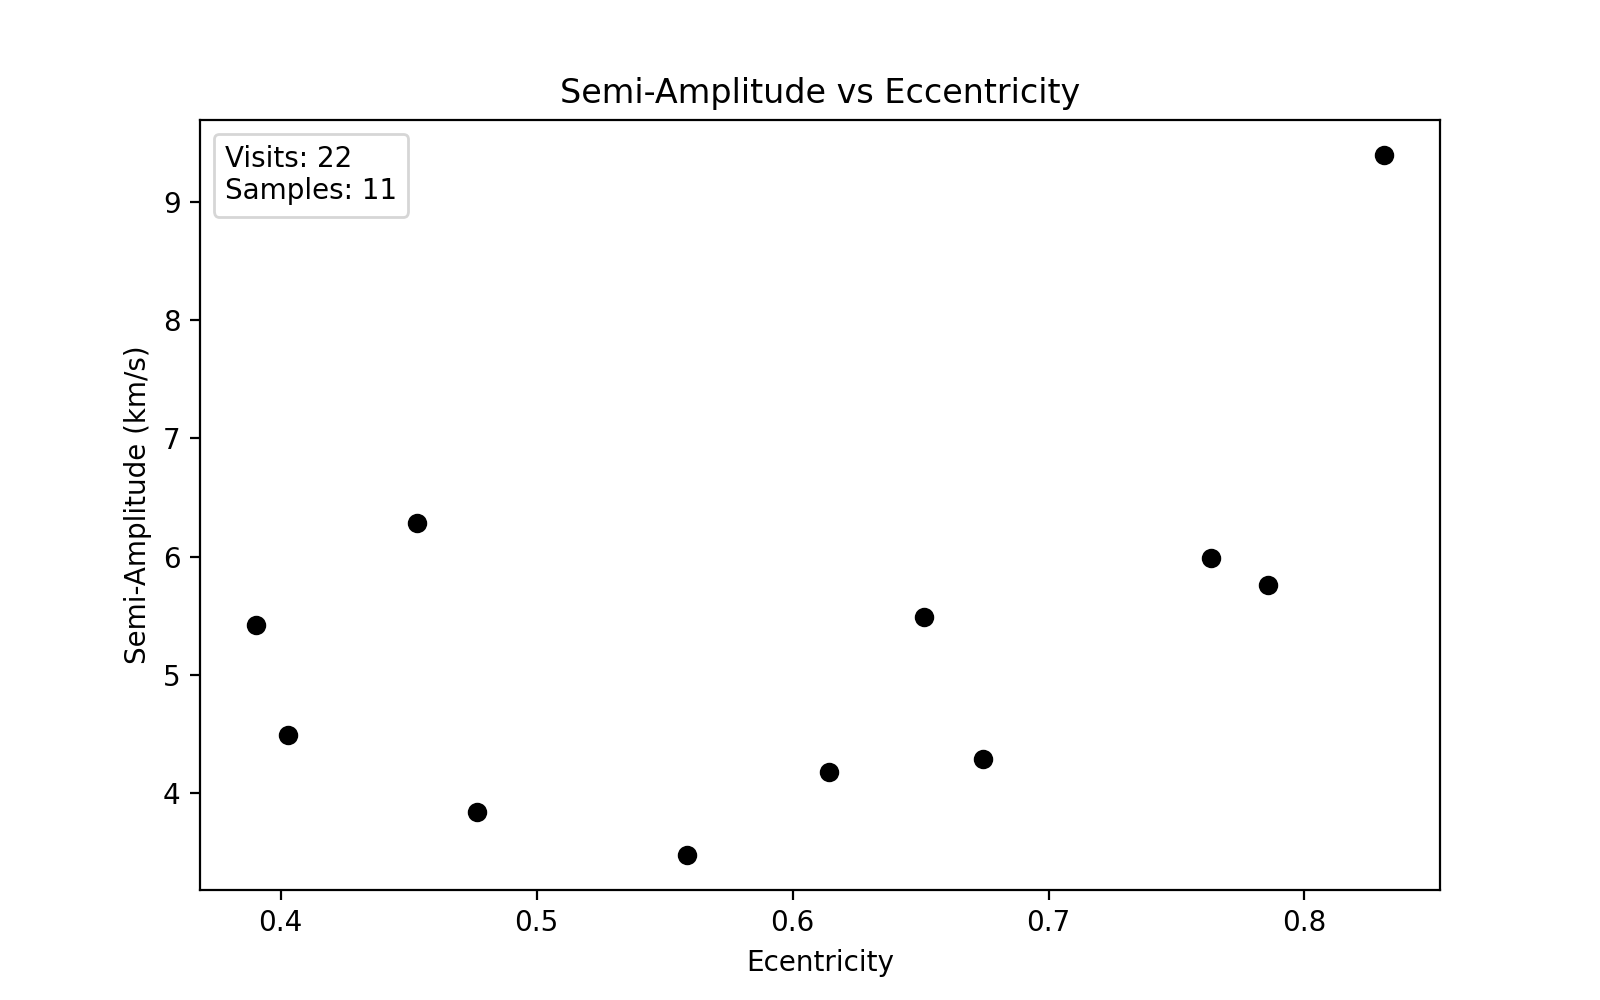 Semi-Amplitude vs Eccentricity
Visits: 22
Samples: 11
Semi-Amplitude (km/s)
9
8
7
6
5
4
0.4 0.5 0.6 0.7 0.8
Ecentricity